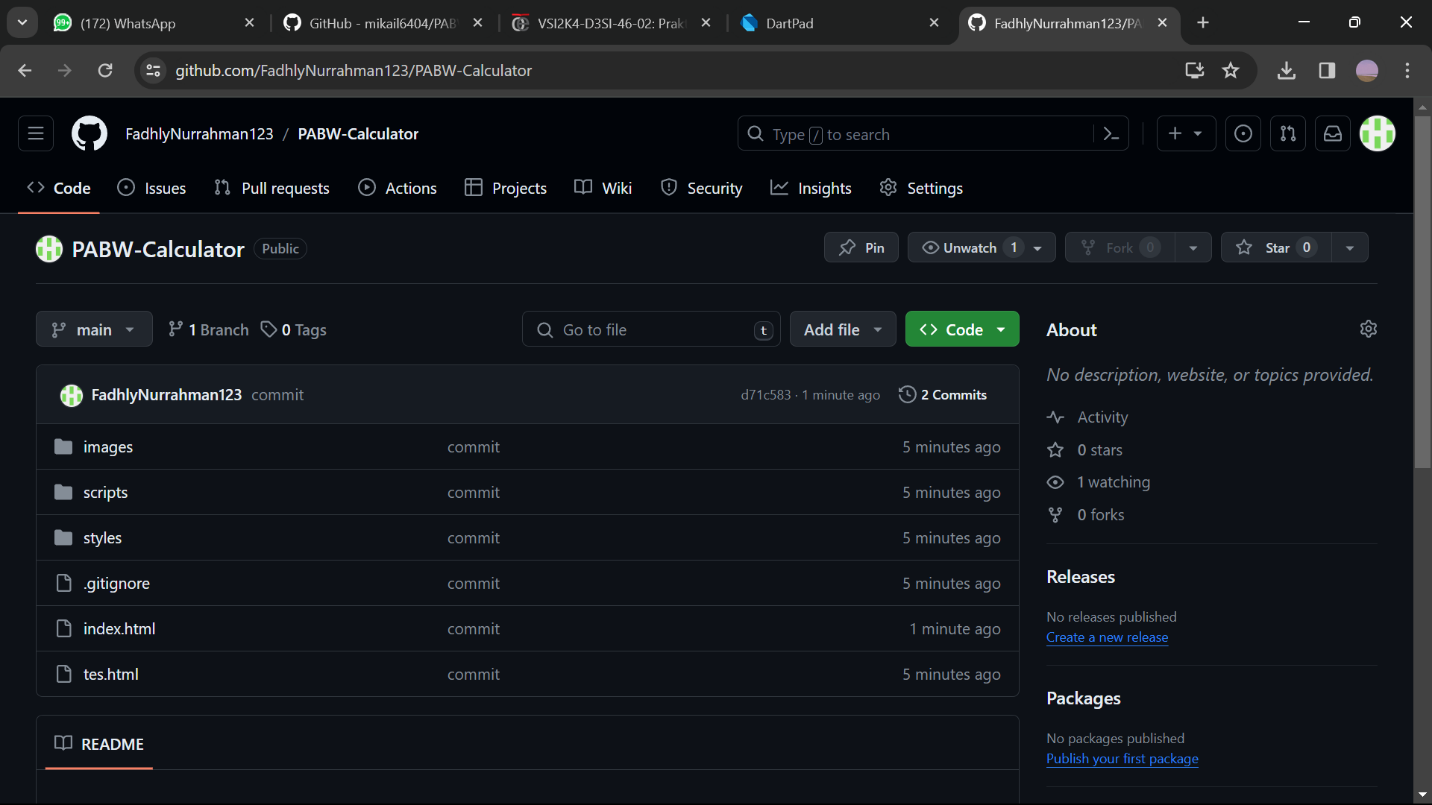 (172) WhatsApp
GitHub - mikail6404/PAB
VSI2K4-D3SI-46-02: Prak
DartPad
FadhlyNurrahman123/PA
github.com/FadhlyNurrahman123/PABW-Calculator
FadhlyNurrahman123 / PABW-Calculator
Type / to search
Code
Issues
Pull requests
Actions
Projects
Wiki
Security
Insights
Settings
PABW-Calculator Public
Pin
Unwatch 1
Fork 0
Star 0
main
1 Branch
0 Tags
Go to file t
Add file
Code
FadhlyNurrahman123 commit d71c583 · 1 minute ago 2 Commits
images commit 5 minutes ago
scripts commit 5 minutes ago
styles commit 5 minutes ago
.gitignore commit 5 minutes ago
index.html commit 1 minute ago
tes.html commit 5 minutes ago
README
About
No description, website, or topics provided.
Activity
0 stars
1 watching
0 forks
Releases
No releases published
Create a new release
Packages
No packages published
Publish your first package